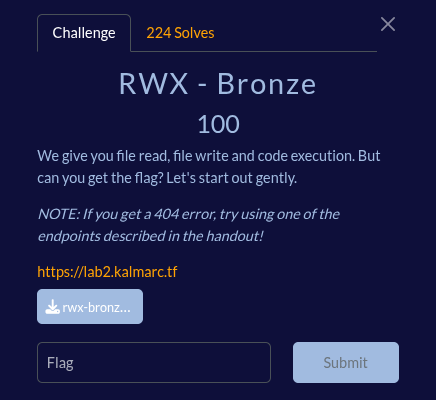 Challenge
224 Solves
RWX - Bronze
100
We give you file read, file write and code execution. But
can you get the flag? Let's start out gently.
NOTE: If you get a 404 error, try using one of the
endpoints described in the handout!
https://lab2.kalmarc.tf
rwx-bronz...
Flag
Submit